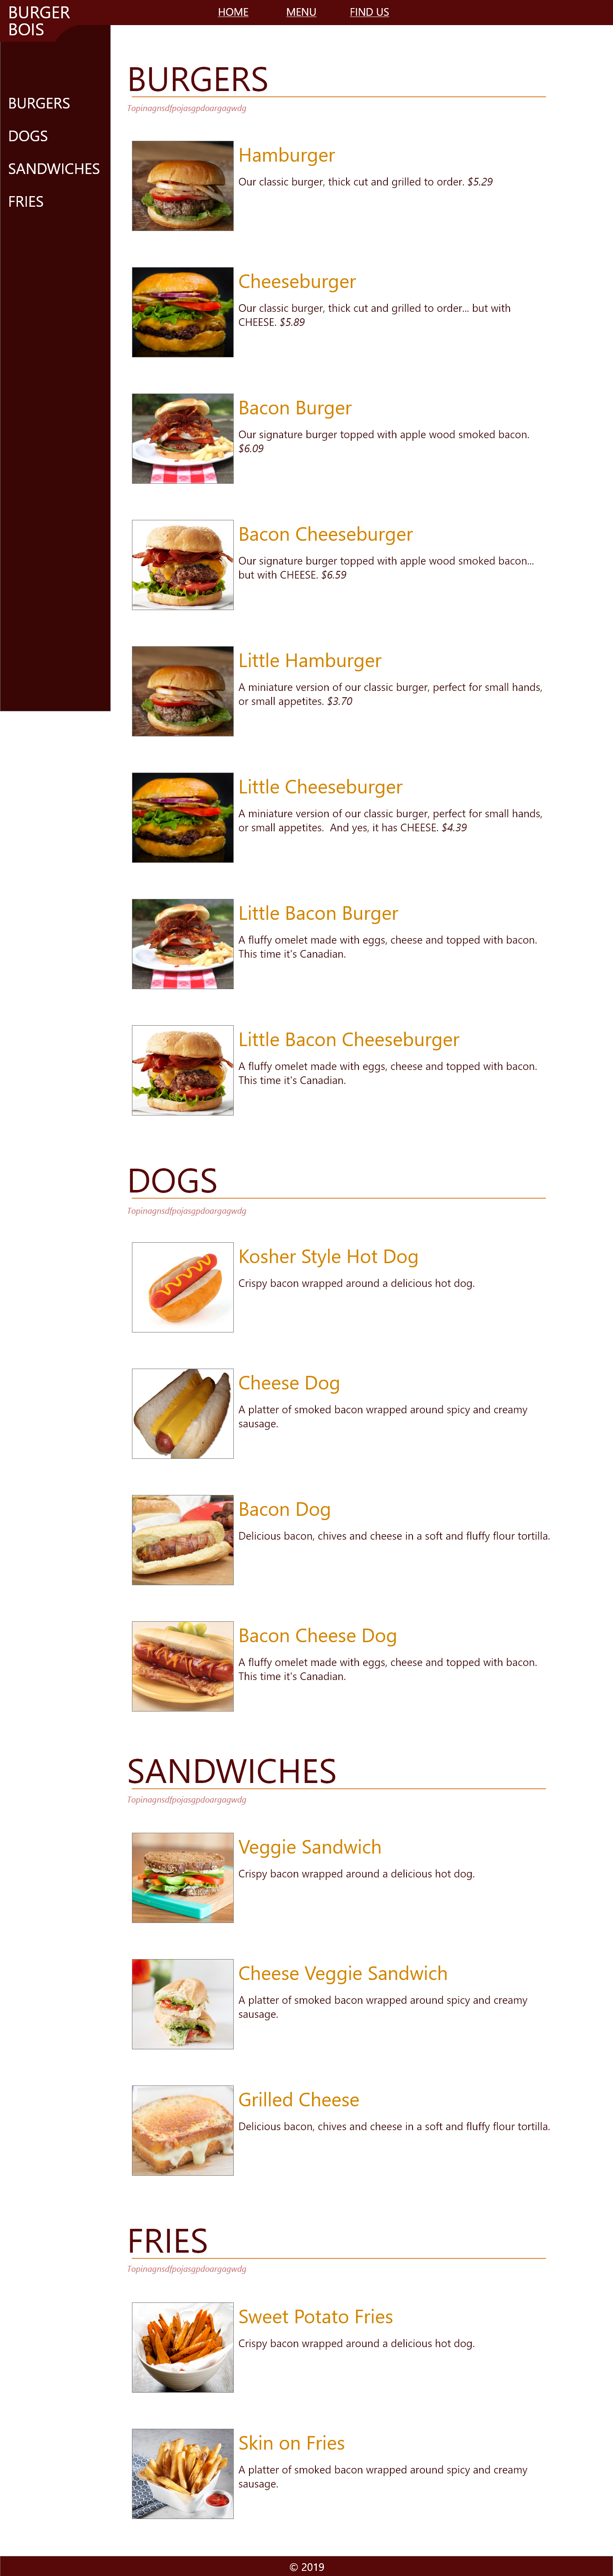 BURGER
BOIS
HOME MENU FIND US
BURGERS
DOGS
SANDWICHES
FRIES
BURGERS
Topinagnsdfpojasgpdoargagwdg
Hamburger
Our classic burger, thick cut and grilled to order. $5.29
Cheeseburger
Our classic burger, thick cut and grilled to order... but with
CHEESE. $5.89
Bacon Burger
Our signature burger topped with apple wood smoked bacon.
$6.09
Bacon Cheeseburger
Our signature burger topped with apple wood smoked bacon...
but with CHEESE. $6.59
Little Hamburger
A miniature version of our classic burger, perfect for small hands,
or small appetites. $3.70
Little Cheeseburger
A miniature version of our classic burger, perfect for small hands,
or small appetites. And yes, it has CHEESE. $4.39
Little Bacon Burger
A fluffy omelet made with eggs, cheese and topped with bacon.
This time it's Canadian.
Little Bacon Cheeseburger
A fluffy omelet made with eggs, cheese and topped with bacon.
This time it's Canadian.
DOGS
Topinagnsdfpojasgpdoargagwdg
Kosher Style Hot Dog
Crispy bacon wrapped around a delicious hot dog.
Cheese Dog
A platter of smoked bacon wrapped around spicy and creamy
sausage.
Bacon Dog
Delicious bacon, chives and cheese in a soft and fluffy flour tortilla.
Bacon Cheese Dog
A fluffy omelet made with eggs, cheese and topped with bacon.
This time it's Canadian.
SANDWICHES
Topinagnsdfpojasgpdoargagwdg
Veggie Sandwich
Crispy bacon wrapped around a delicious hot dog.
Cheese Veggie Sandwich
A platter of smoked bacon wrapped around spicy and creamy
sausage.
Grilled Cheese
Delicious bacon, chives and cheese in a soft and fluffy flour tortilla.
FRIES
Topinagnsdfpojasgpdoargagwdg
Sweet Potato Fries
Crispy bacon wrapped around a delicious hot dog.
Skin on Fries
A platter of smoked bacon wrapped around spicy and creamy
sausage.
© 2019